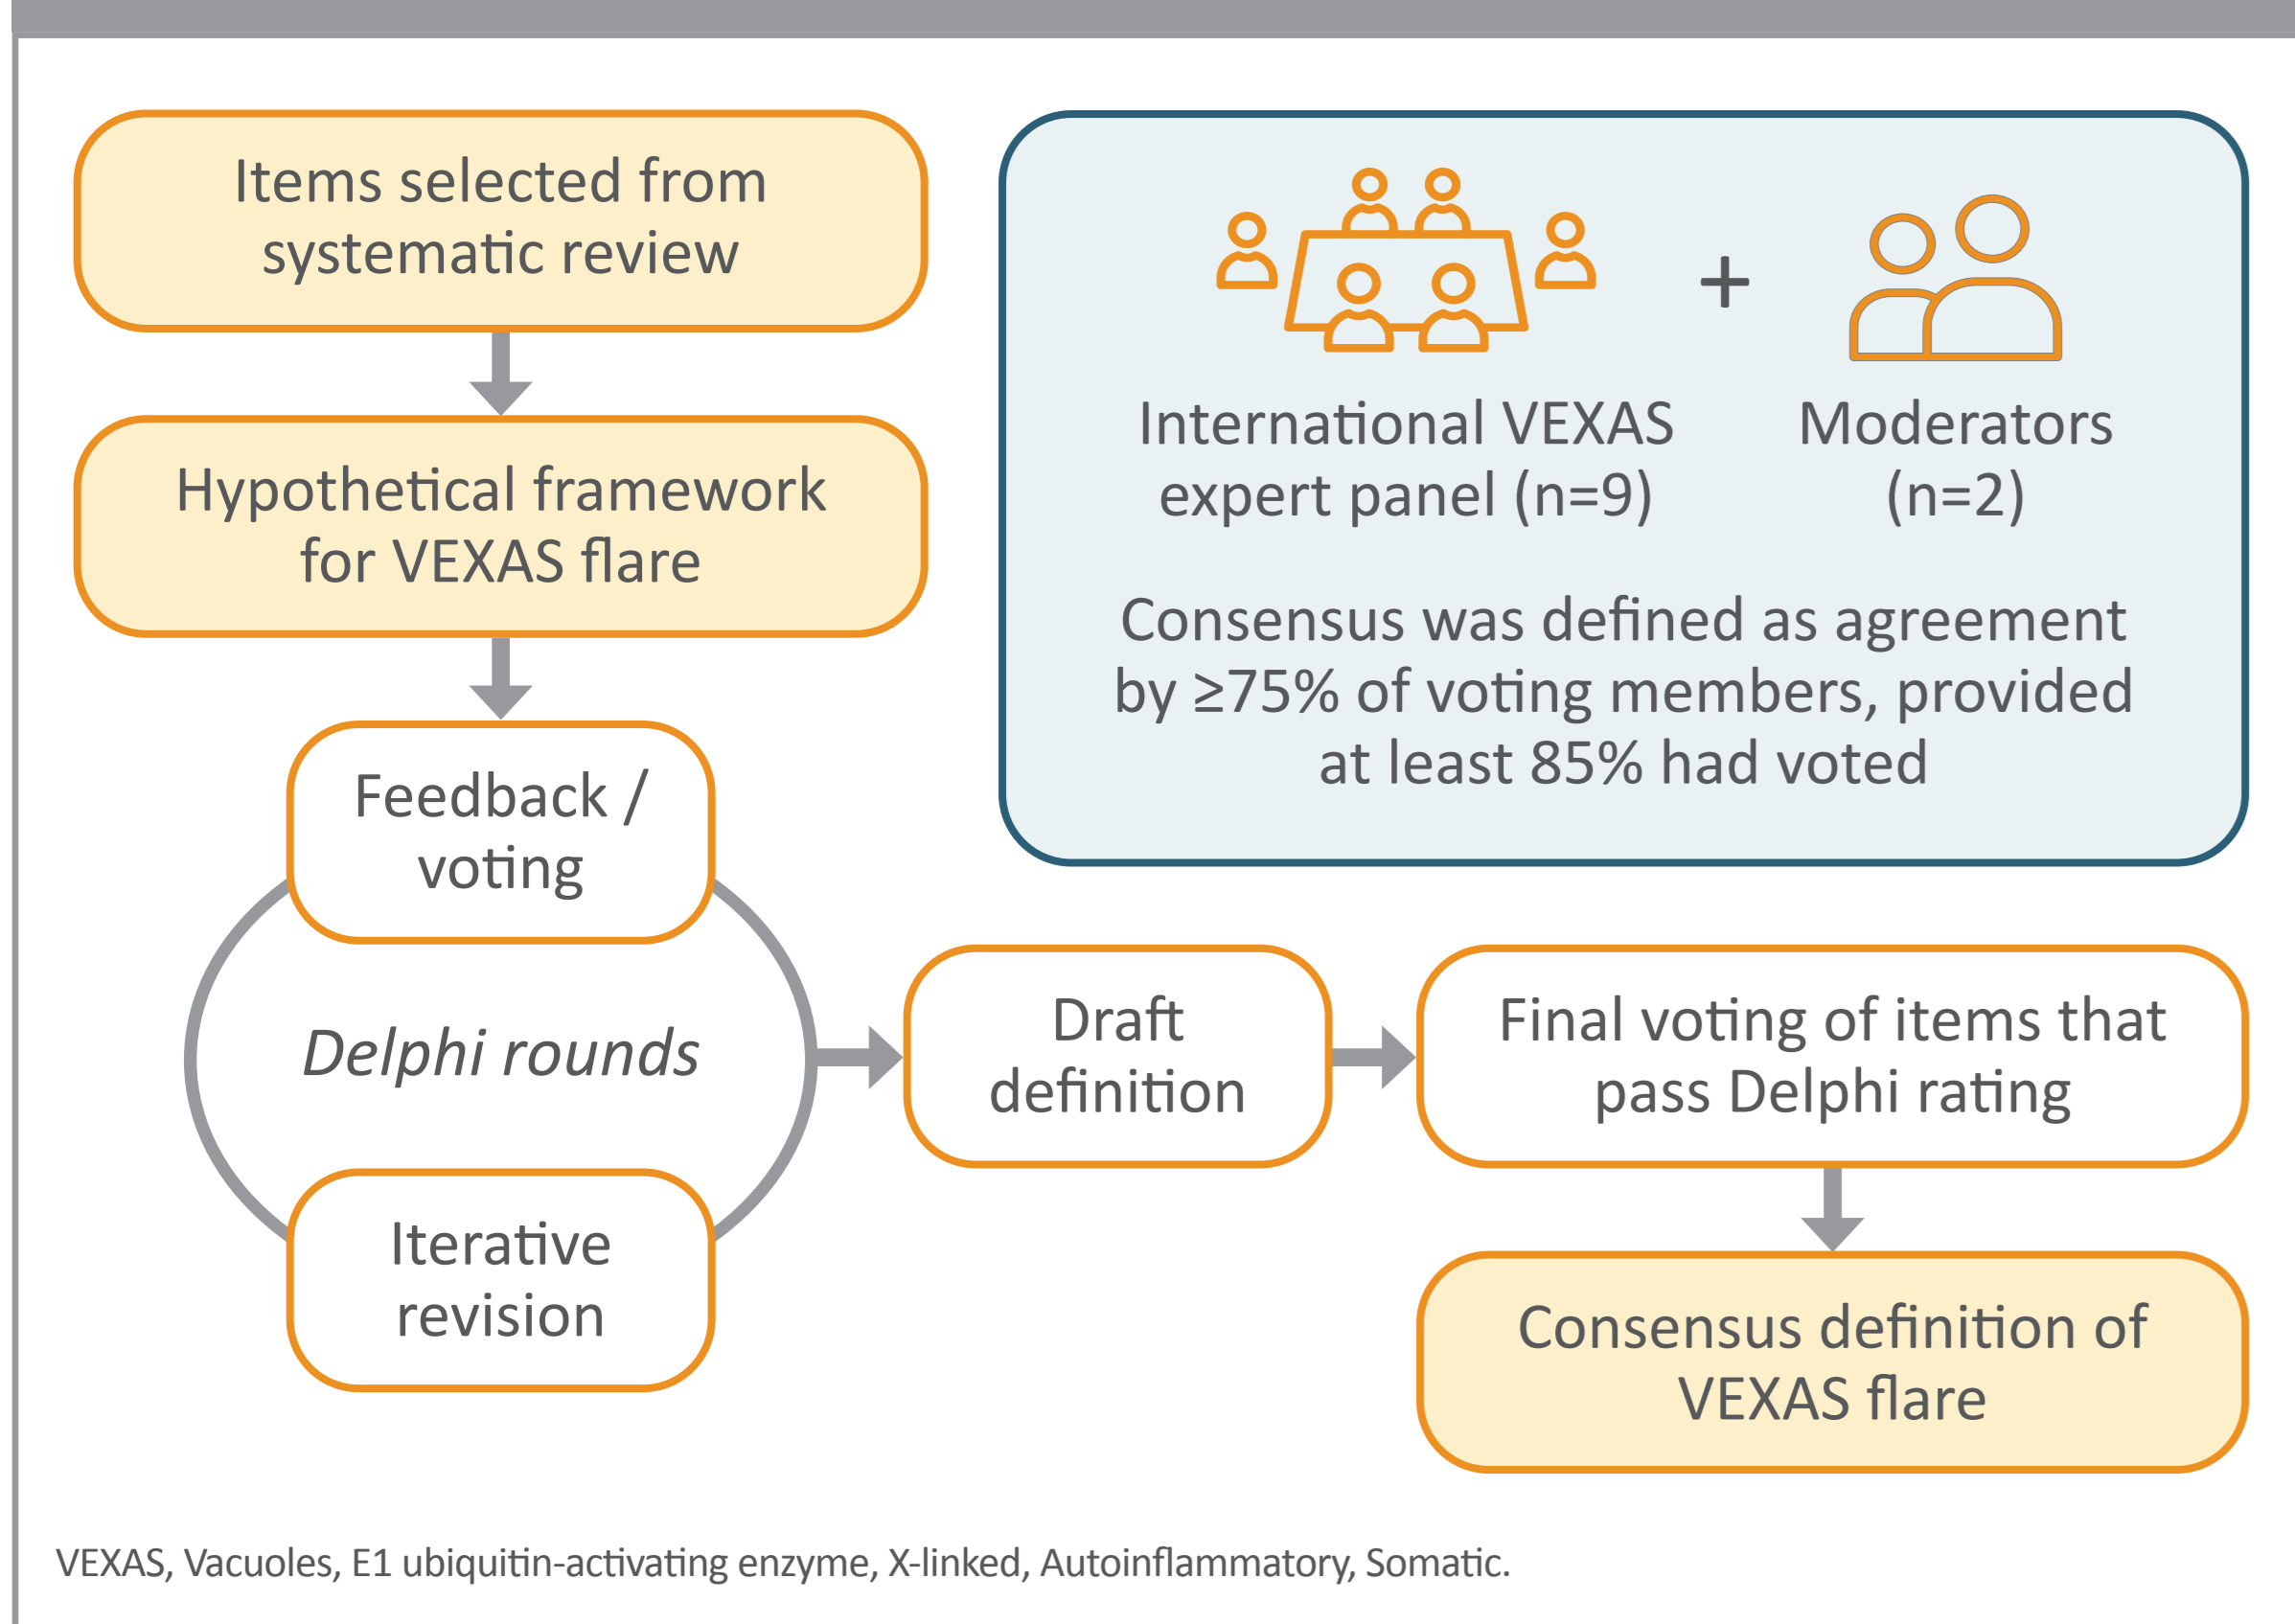 Items selected from
systematic review
Hypothetical framework
for VEXAS flare
Feedback /
voting
Delphi rounds
Iterative
revision
International VEXAS
expert panel (n=9)
+
Moderators
(n=2)
Consensus was defined as agreement
by ≥75% of voting members, provided
at least 85% had voted
Draft
definition
Final voting of items that
pass Delphi rating
Consensus definition of
VEXAS flare
VEXAS, Vacuoles, E1 ubiquitin-activating enzyme, X-linked, Autoinflammatory, Somatic.